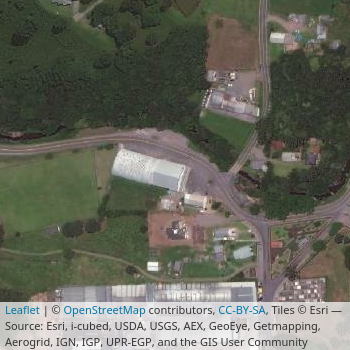 Leaflet | © OpenStreetMap contributors, CC-BY-SA, Tiles © Esri —
Source: Esri, i-cubed, USDA, USGS, AEX, GeoEye, Getmapping,
Aerogrid, IGN, IGP, UPR-EGP, and the GIS User Community